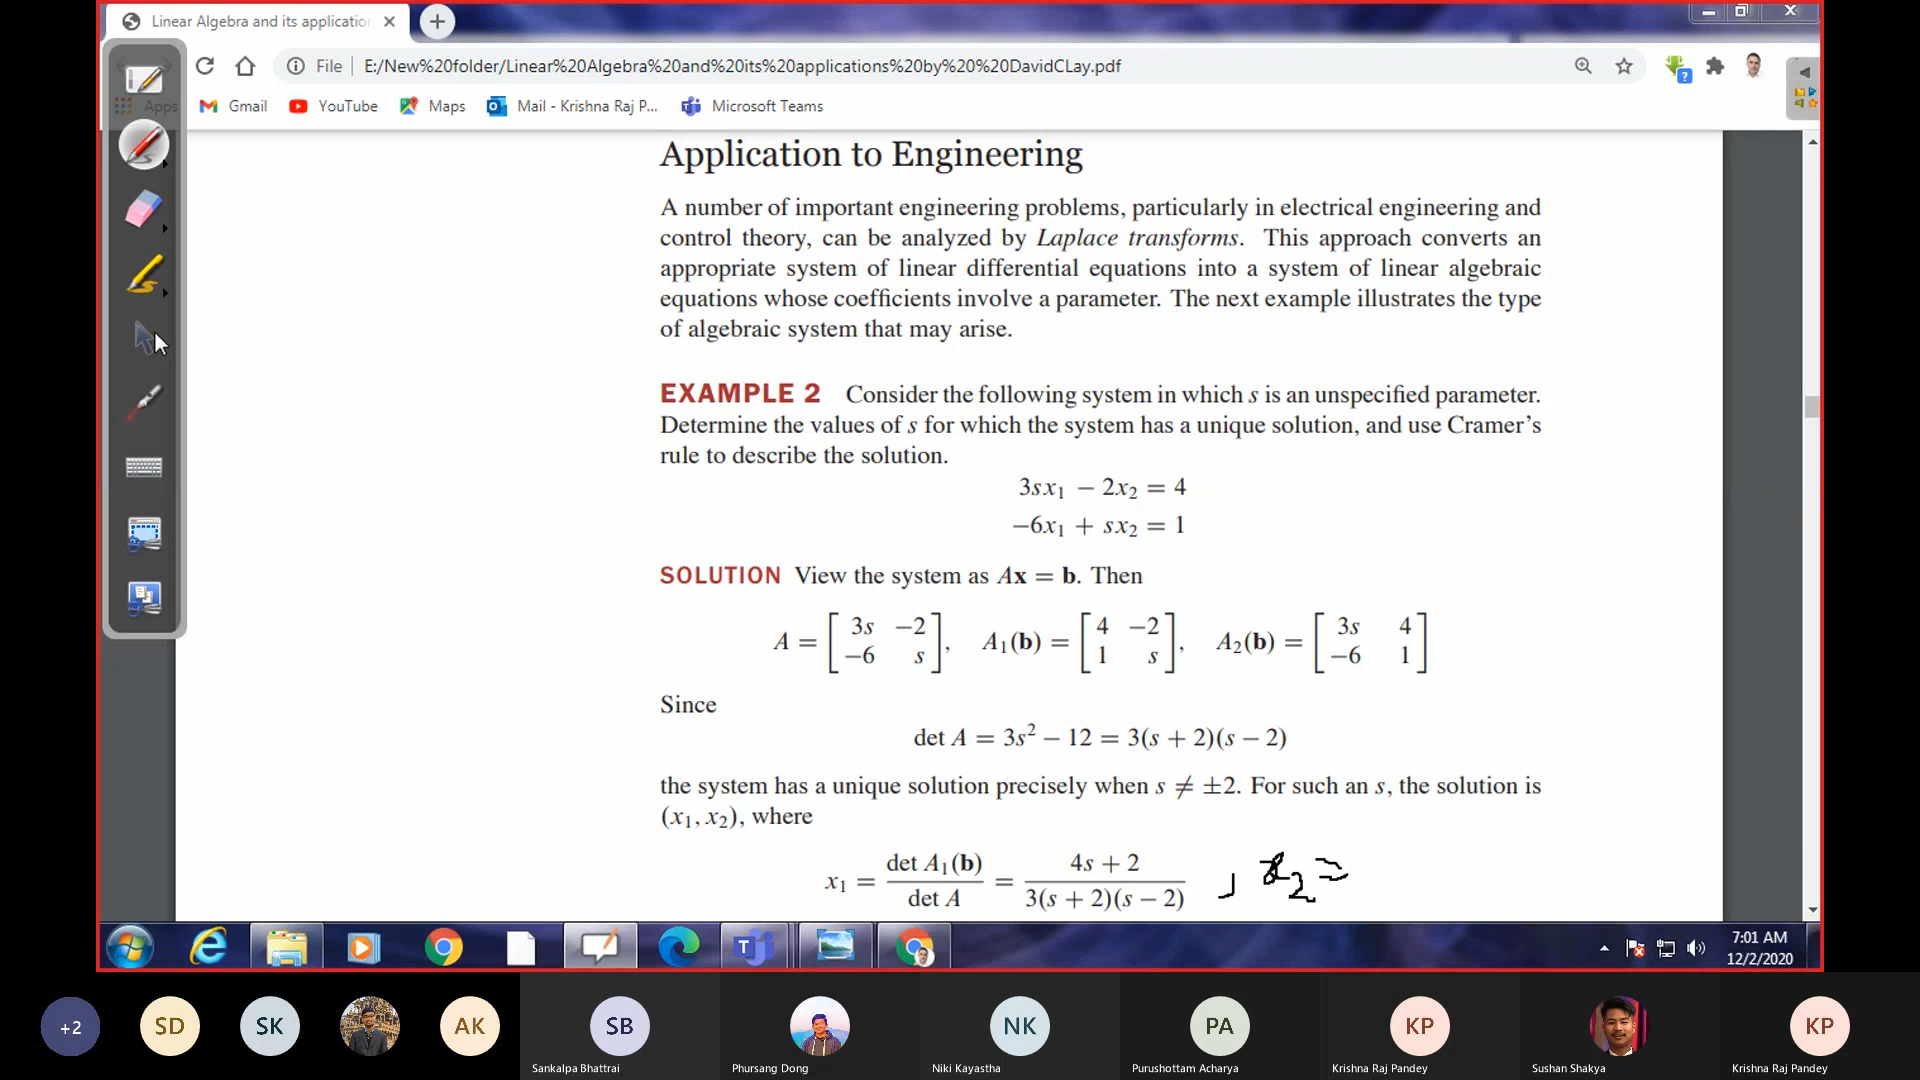 Linear Algebra and its application
File | E:/New%20folder/Linear%20Algebra%20and%20its%20applications%20by%20%20DavidCLay.pdf
Apps Gmail YouTube Maps Mail - Krishna Raj P... Microsoft Teams
Application to Engineering
A number of important engineering problems, particularly in electrical engineering and
control theory, can be analyzed by Laplace transforms. This approach converts an
appropriate system of linear differential equations into a system of linear algebraic
equations whose coefficients involve a parameter. The next example illustrates the type
of algebraic system that may arise.
EXAMPLE 2 Consider the following system in which s is an unspecified parameter.
Determine the values of s for which the system has a unique solution, and use Cramer’s
rule to describe the solution.
3sx₁ − 2x₂ = 4
−6x₁ + sx₂ = 1
SOLUTION View the system as Ax = b. Then
A = [3s −2; −6 s], A₁(b) = [4 −2; 1 s], A₂(b) = [3s 4; −6 1]
Since
det A = 3s² − 12 = 3(s + 2)(s − 2)
the system has a unique solution precisely when s ≠ ±2. For such an s, the solution is
(x₁, x₂), where
x₁ = det A₁(b) / det A = 4s + 2 / 3(s + 2)(s − 2) , x₂ =
7:01 AM
12/2/2020
+2 SD SK AK SB NK PA KP KP
Sankalpa Bhattrai Phursang Dong Niki Kayastha Purushottam Acharya Krishna Raj Pandey Sushan Shakya Krishna Raj Pandey